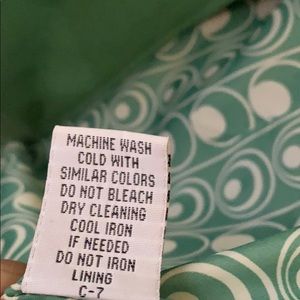 MACHINE WASH
COLD WITH
SIMILAR COLORS
DO NOT BLEACH
DRY CLEANING
COOL IRON
IF NEEDED
DO NOT IRON
LINING
C-7